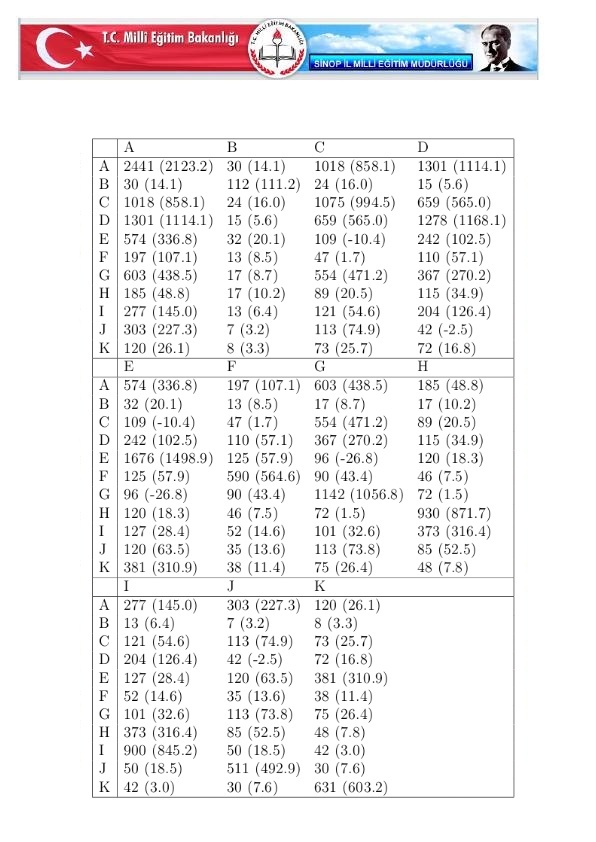 T.C. Millî Eğitim Bakanlığı
T.C. MİLLİ EĞİTİM BAKANLIĞI
SİNOP İL MİLLİ EĞİTİM MÜDÜRLÜĞÜ
A B C D
A 2441 (2123.2) 30 (14.1) 1018 (858.1) 1301 (1114.1)
B 30 (14.1) 112 (111.2) 24 (16.0) 15 (5.6)
C 1018 (858.1) 24 (16.0) 1075 (994.5) 659 (565.0)
D 1301 (1114.1) 15 (5.6) 659 (565.0) 1278 (1168.1)
E 574 (336.8) 32 (20.1) 109 (-10.4) 242 (102.5)
F 197 (107.1) 13 (8.5) 47 (1.7) 110 (57.1)
G 603 (438.5) 17 (8.7) 554 (471.2) 367 (270.2)
H 185 (48.8) 17 (10.2) 89 (20.5) 115 (34.9)
I 277 (145.0) 13 (6.4) 121 (54.6) 204 (126.4)
J 303 (227.3) 7 (3.2) 113 (74.9) 42 (-2.5)
K 120 (26.1) 8 (3.3) 73 (25.7) 72 (16.8)
E F G H
A 574 (336.8) 197 (107.1) 603 (438.5) 185 (48.8)
B 32 (20.1) 13 (8.5) 17 (8.7) 17 (10.2)
C 109 (-10.4) 47 (1.7) 554 (471.2) 89 (20.5)
D 242 (102.5) 110 (57.1) 367 (270.2) 115 (34.9)
E 1676 (1498.9) 125 (57.9) 96 (-26.8) 120 (18.3)
F 125 (57.9) 590 (564.6) 90 (43.4) 46 (7.5)
G 96 (-26.8) 90 (43.4) 1142 (1056.8) 72 (1.5)
H 120 (18.3) 46 (7.5) 72 (1.5) 930 (871.7)
I 127 (28.4) 52 (14.6) 101 (32.6) 373 (316.4)
J 120 (63.5) 35 (13.6) 113 (73.8) 85 (52.5)
K 381 (310.9) 38 (11.4) 75 (26.4) 48 (7.8)
I J K
A 277 (145.0) 303 (227.3) 120 (26.1)
B 13 (6.4) 7 (3.2) 8 (3.3)
C 121 (54.6) 113 (74.9) 73 (25.7)
D 204 (126.4) 42 (-2.5) 72 (16.8)
E 127 (28.4) 120 (63.5) 381 (310.9)
F 52 (14.6) 35 (13.6) 38 (11.4)
G 101 (32.6) 113 (73.8) 75 (26.4)
H 373 (316.4) 85 (52.5) 48 (7.8)
I 900 (845.2) 50 (18.5) 42 (3.0)
J 50 (18.5) 511 (492.9) 30 (7.6)
K 42 (3.0) 30 (7.6) 631 (603.2)